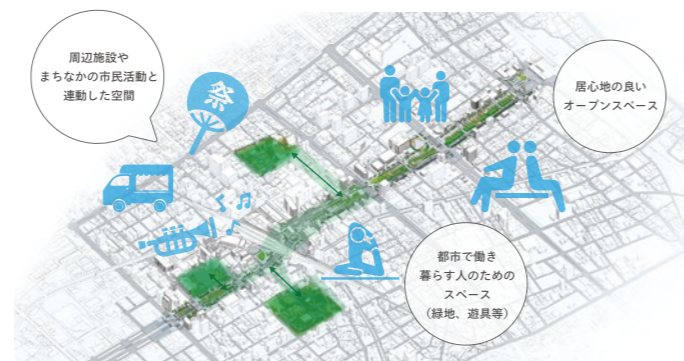 周辺施設や
まちなかの市民活動と
連動した空間
祭
居心地の良い
オープンスペース
都市で働き
暮らす人のための
スペース
（緑地、遊具等）